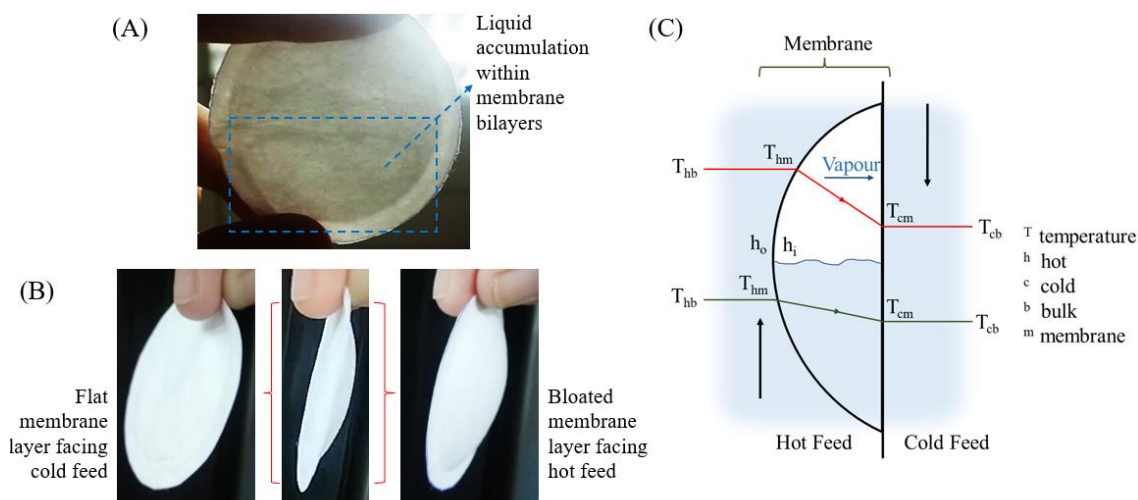 (A)
Liquid
accumulation
within
membrane
bilayers
(B)
Flat
membrane
layer facing
cold feed
Bloated
membrane
layer facing
hot feed
(C)
Membrane
T_hm
Vapour
T_hb
T_cm
T_cb
h_o h_i
T_hm
T_hb
T_cm
T_cb
T temperature
h hot
c cold
b bulk
m membrane
Hot Feed Cold Feed